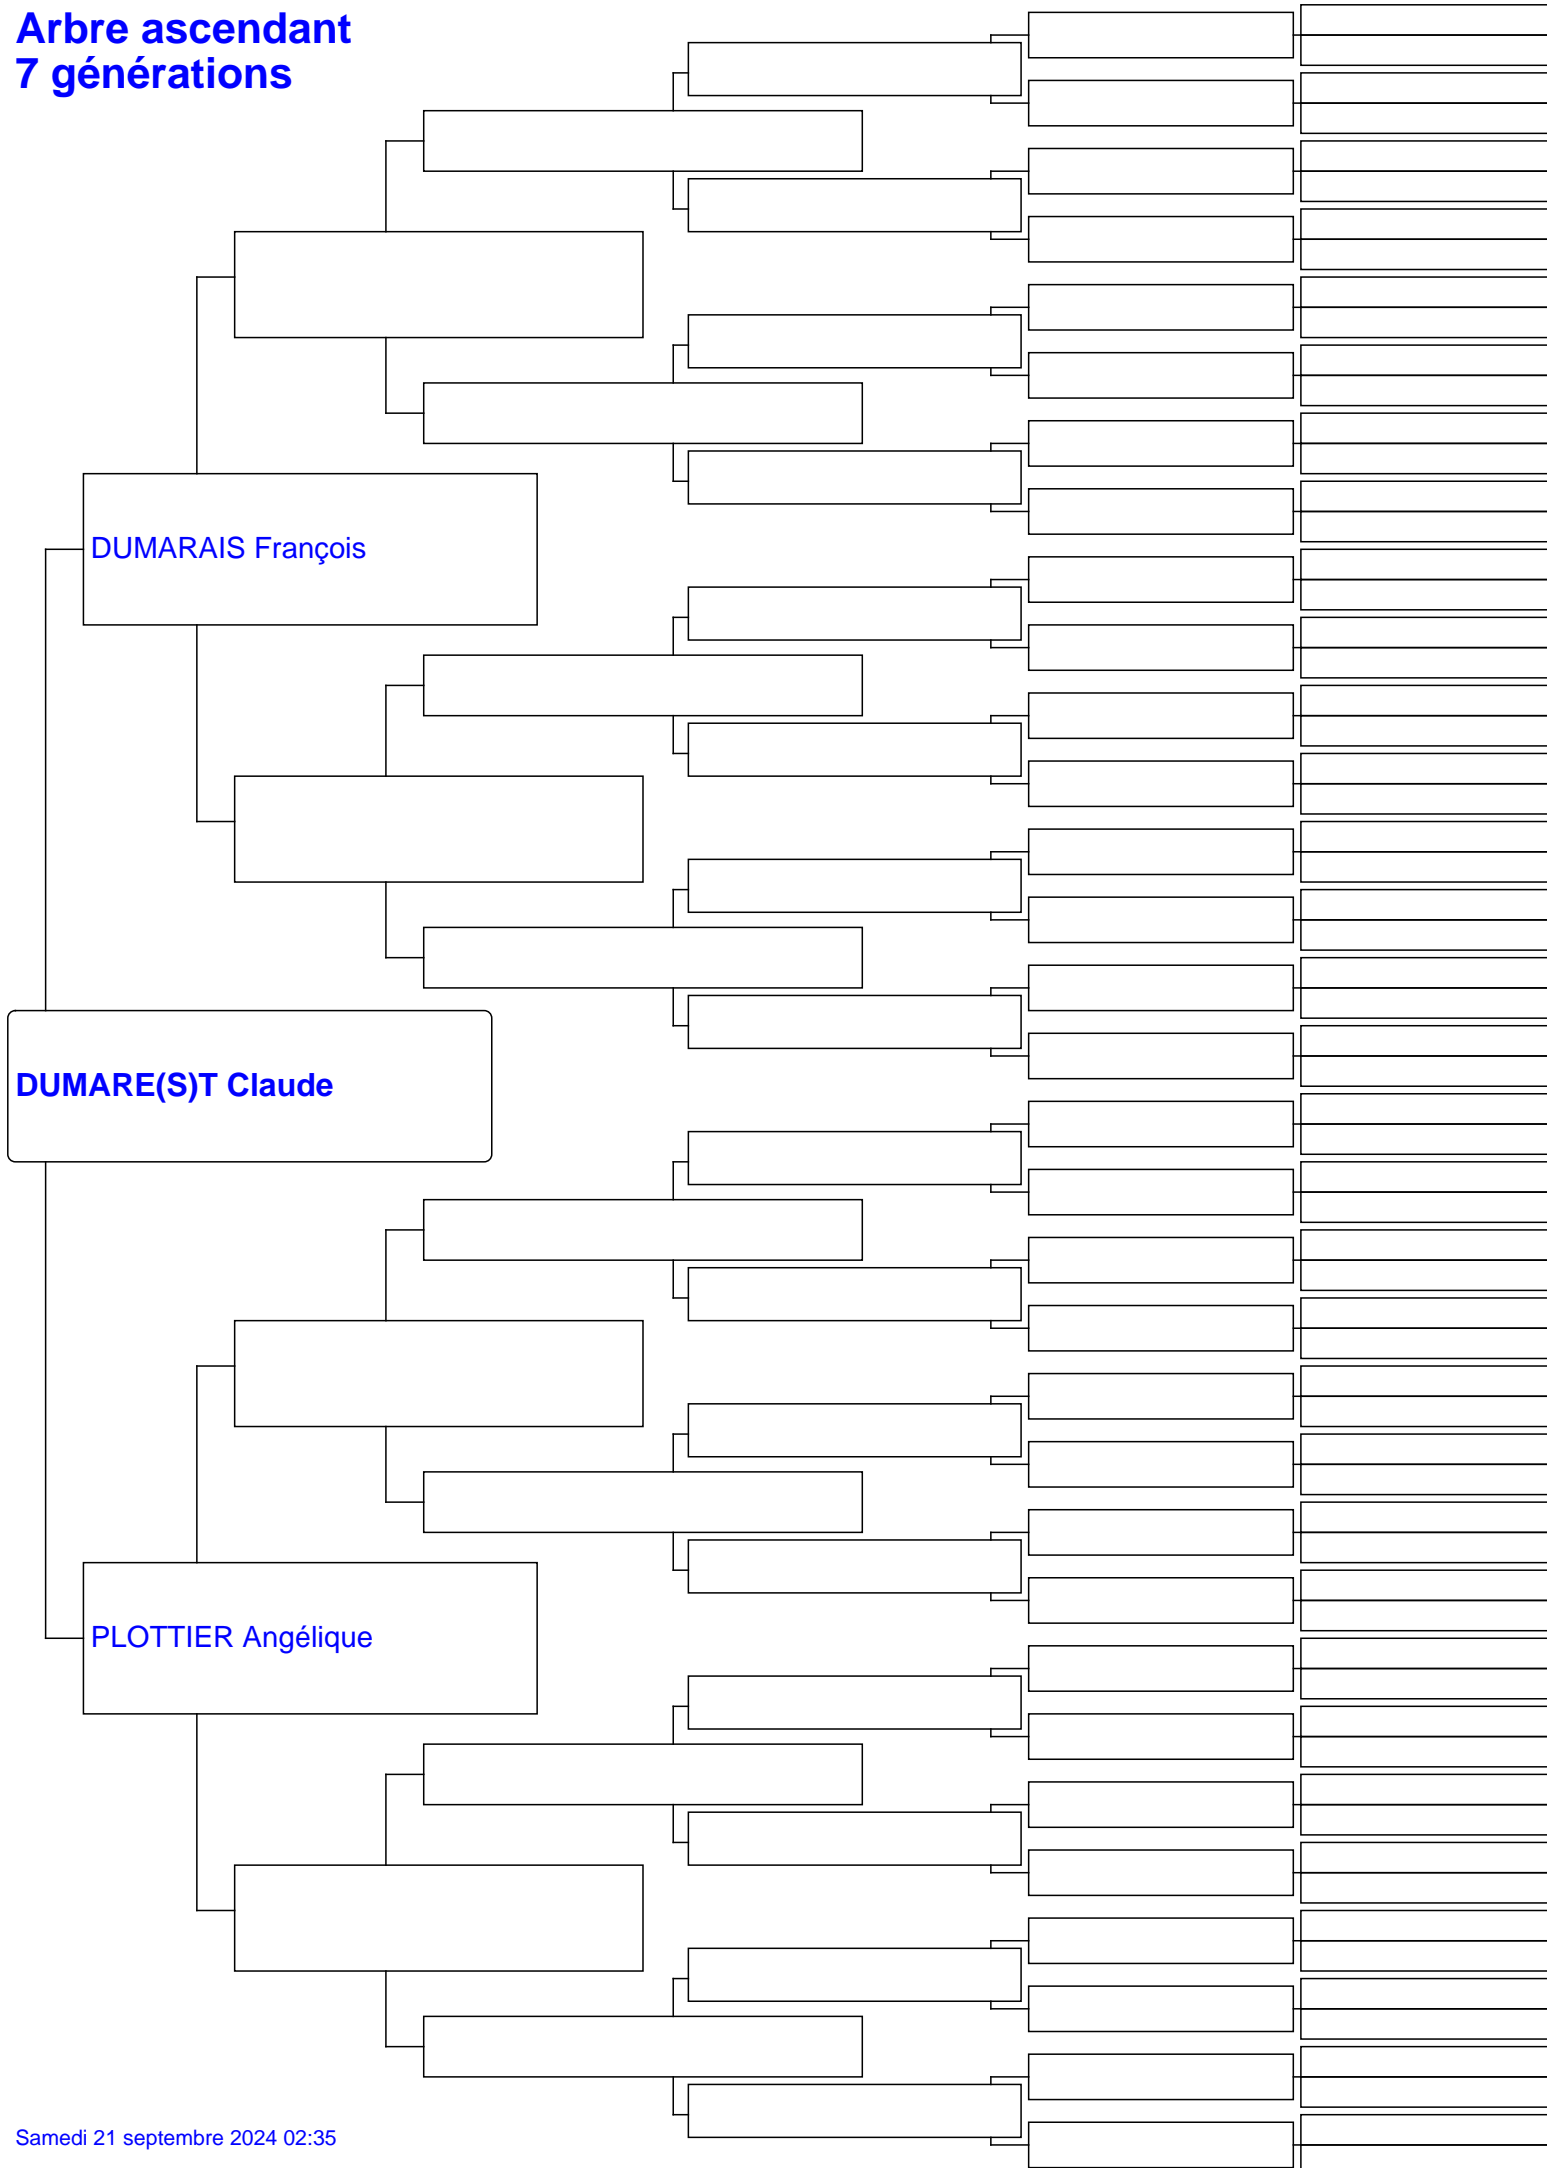 Arbre ascendant
7 générations
DUMARAIS François
DUMARE(S)T Claude
PLOTTIER Angélique
Samedi 21 septembre 2024 02:35